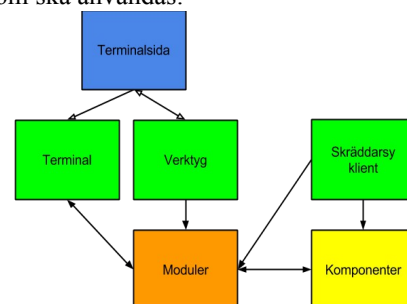 ska användas.
Terminalsida
Terminal
Verktyg
Skräddarsy
klient
Moduler
Komponenter